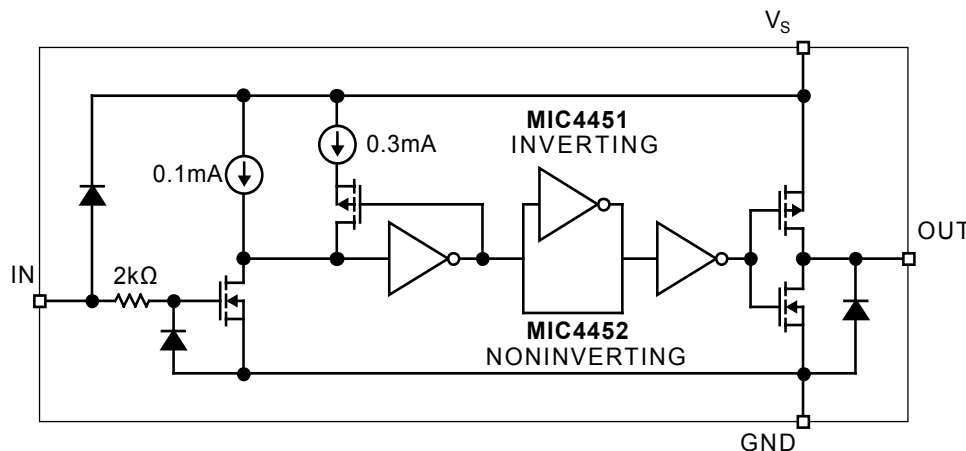 V_S
MIC4451
INVERTING
0.3mA
0.1mA
OUT
IN
2kΩ
MIC4452
NONINVERTING
GND